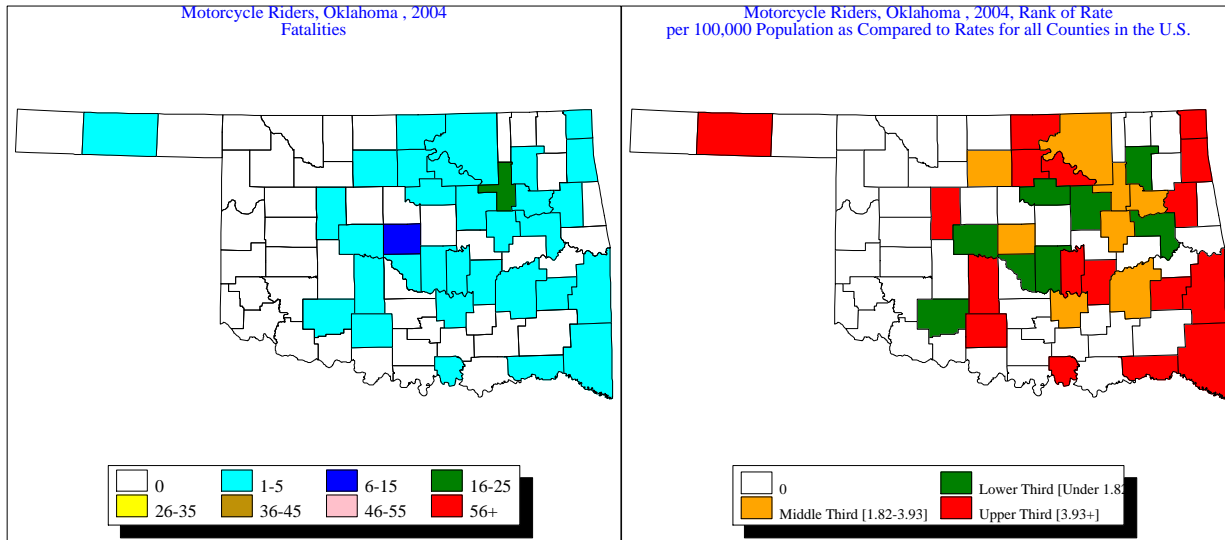 Motorcycle Riders, Oklahoma , 2004
Fatalities
0
1-5
6-15
16-25
26-35
36-45
46-55
56+
Motorcycle Riders, Oklahoma , 2004, Rank of Rate
per 100,000 Population as Compared to Rates for all Counties in the U.S.
0
Lower Third [Under 1.82
Middle Third [1.82-3.93]
Upper Third [3.93+]